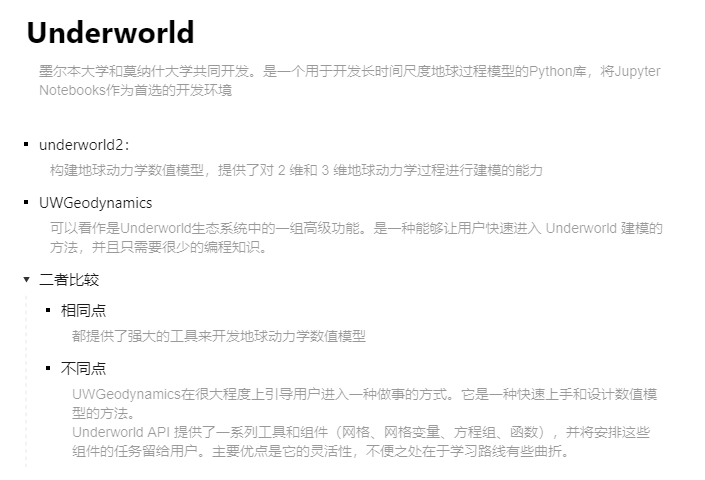 Underworld
墨尔本大学和莫纳什大学共同开发。是一个用于开发长时间尺度地球过程模型的Python库，将Jupyter
Notebooks作为首选的开发环境
underworld2：
构建地球动力学数值模型，提供了对 2 维和 3 维地球动力学过程进行建模的能力
UWGeodynamics
可以看作是Underworld生态系统中的一组高级功能。是一种能够让用户快速进入 Underworld 建模的
方法，并且只需要很少的编程知识。
二者比较
相同点
都提供了强大的工具来开发地球动力学数值模型
不同点
UWGeodynamics在很大程度上引导用户进入一种做事的方式。它是一种快速上手和设计数值模
型的方法。
Underworld API 提供了一系列工具和组件（网格、网格变量、方程组、函数），并将安排这些
组件的任务留给用户。主要优点是它的灵活性，不便之处在于学习路线有些曲折。